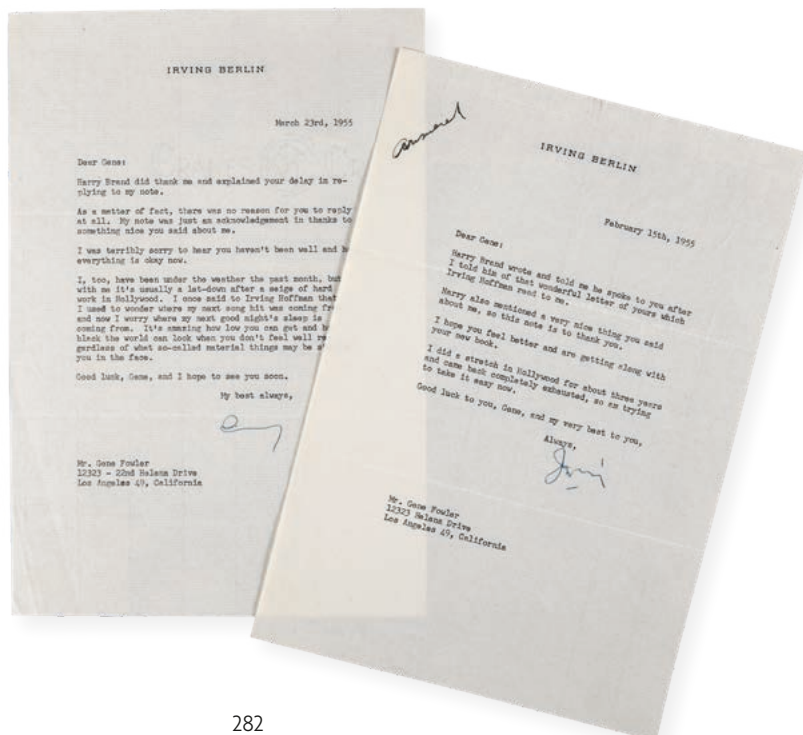 IRVING BERLIN
March 23rd, 1955
Dear Gene:
Harry Brand did thank me and explained your delay in re-
plying to my note.
As a matter of fact, there was no reason for you to reply
at all. My note was just an acknowledgement in thanks to
something nice you said about me.
I was terribly sorry to hear you haven't been well and
everything is okay now.
I, too, have been under the weather the past month, but
with me it's usually a let-down after a seige of hard
work in Hollywood. I once said to Irving Hoffman that
I used to wonder where my next song hit was coming
and now I worry where my next good night's sleep is
coming from. It's amazing how low you can get and
black the world can look when you don't feel well
gardless of what so-called material things may be
you in the face.
Good luck, Gene, and I hope to see you soon.
My best always,
Mr. Gene Fowler
12323 - 22nd Helena Drive
Los Angeles 49, California
answered
IRVING BERLIN
February 15th, 1955
Dear Gene:
Harry Brand wrote and told me he spoke to you after
I told him of that wonderful letter of yours which
Irving Hoffman read to me.
Harry also mentioned a very nice thing you said
about me, so this note is to thank you.
I hope you feel better and are getting along with
your new book.
I did a stretch in Hollywood for about three years
and came back completely exhausted, so am trying
to take it easy now.
Good luck to you, Gene, and my very best to you,
Always,
Mr. Gene Fowler
12323 Helena Drive
Los Angeles 49, California
282